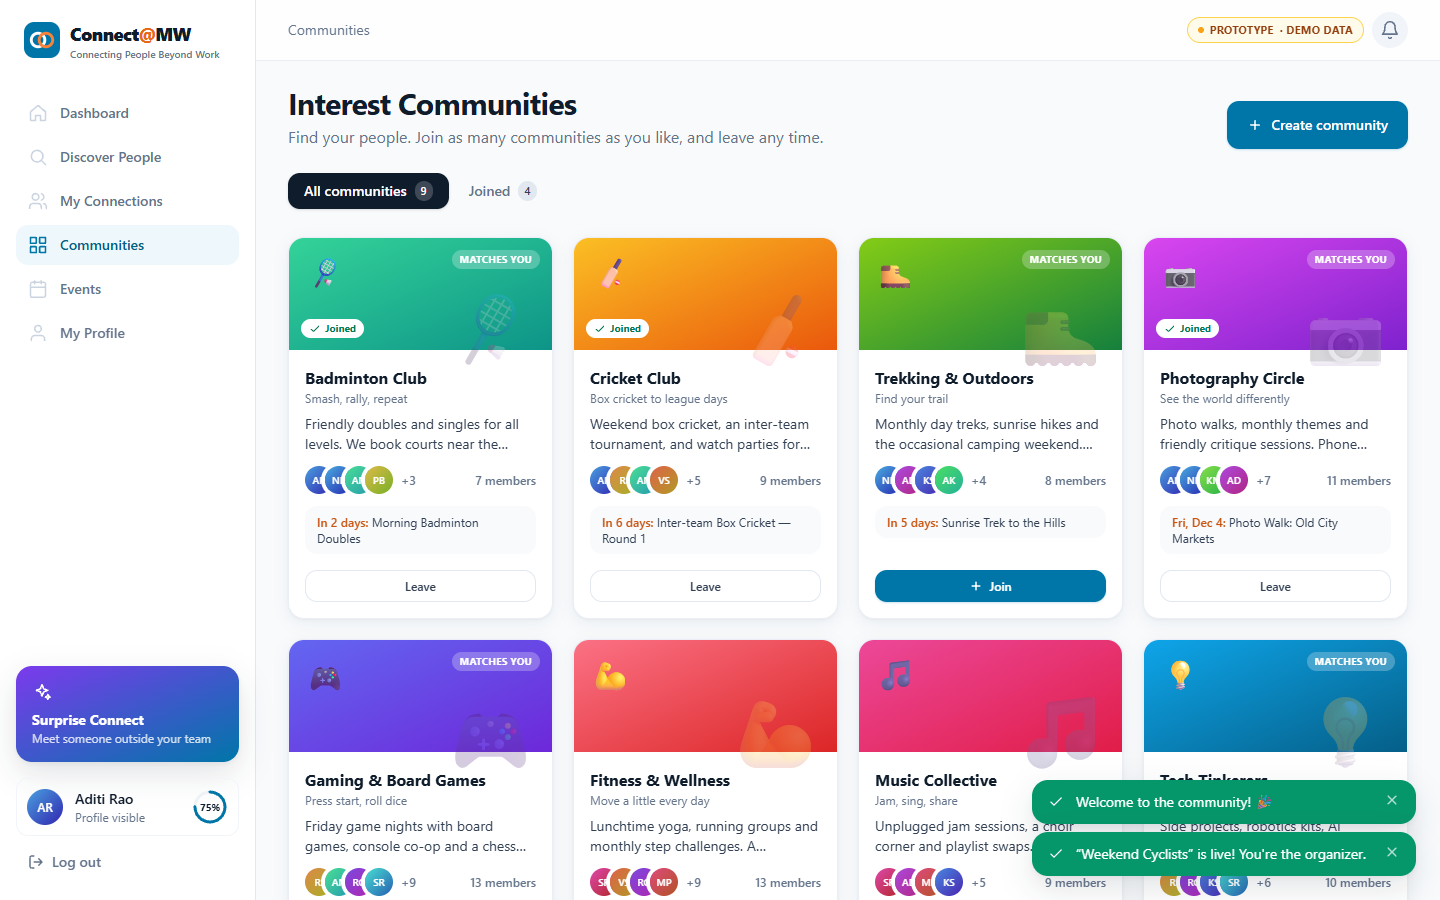 Connect@MW
Connecting People Beyond Work
Dashboard
Discover People
My Connections
Communities
Events
My Profile
Surprise Connect
Meet someone outside your team
AR
Aditi Rao
Profile visible
75%
Log out
Communities
PROTOTYPE · DEMO DATA
Interest Communities
Find your people. Join as many communities as you like, and leave any time.
+ Create community
All communities 9
Joined 4
MATCHES YOU
Joined
Badminton Club
Smash, rally, repeat
Friendly doubles and singles for all
levels. We book courts near the...
PB
+3
7 members
In 2 days: Morning Badminton
Doubles
Leave
Joined
Cricket Club
Box cricket to league days
Weekend box cricket, an inter-team
tournament, and watch parties for...
VS
+5
9 members
In 6 days: Inter-team Box Cricket —
Round 1
Leave
MATCHES YOU
Trekking & Outdoors
Find your trail
Monthly day treks, sunrise hikes and
the occasional camping weekend....
AK
+4
8 members
In 5 days: Sunrise Trek to the Hills
+ Join
MATCHES YOU
Joined
Photography Circle
See the world differently
Photo walks, monthly themes and
friendly critique sessions. Phone...
AD
+7
11 members
Fri, Dec 4: Photo Walk: Old City
Markets
Leave
MATCHES YOU
Gaming & Board Games
Press start, roll dice
Friday game nights with board
games, console co-op and a chess...
SR
+9
13 members
Fitness & Wellness
Move a little every day
Lunchtime yoga, running groups and
monthly step challenges. A...
MP
+9
13 members
Music Collective
Jam, sing, share
Unplugged jam sessions, a choir
corner and playlist swaps.
KS
+5
9 members
MATCHES YOU
Tech Tinkerers
Side projects, robotics kits, AI
SR
+6
10 members
Welcome to the community! 🎉
“Weekend Cyclists” is live! You're the organizer.